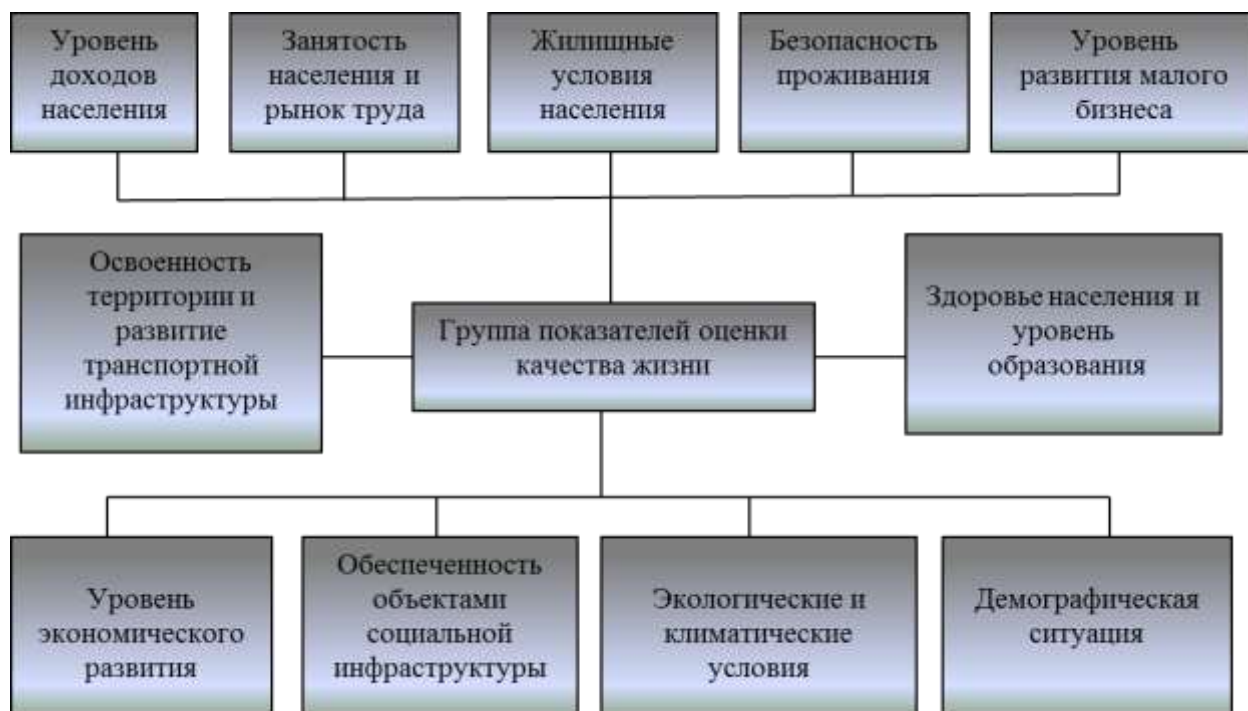 Уровень
доходов
населения
Занятость
населения и
рынок труда
Жилищные
условия
населения
Безопасность
проживания
Уровень
развития малого
бизнеса
Освоенность
территории и
развитие
транспортной
инфраструктуры
Группа показателей оценки
качества жизни
Здоровье населения и
уровень
образования
Уровень
экономического
развития
Обеспеченность
объектами
социальной
инфраструктуры
Экологические и
климатические
условия
Демографическая
ситуация